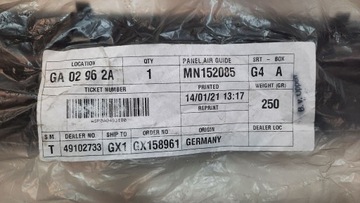 LOCATION QTY PANEL,AIR GUIDE SRT - BOX
GA 02 96 2A 1 MN152085 G4 A
TICKET NUMBER PRINTED WEIGHT (GR)
14/01/21 13:17 250
REPRINT
S M DEALER NO SHIP TO ORDER NO ORIGIN DEALER LOC
T 49102733 GX1 GX158961 GERMANY